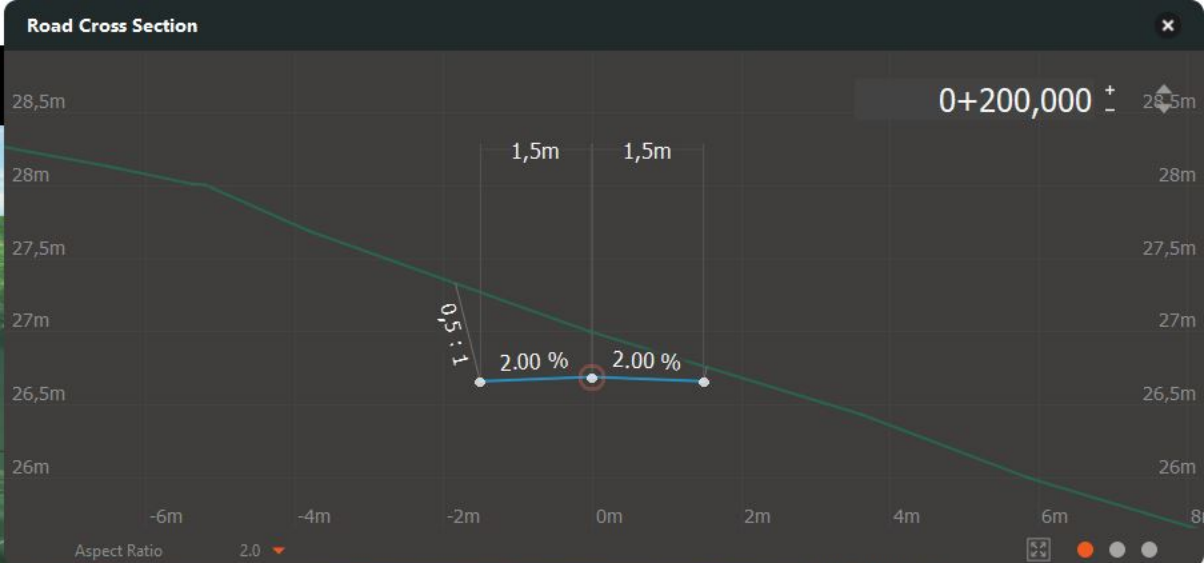 Road Cross Section
28,5m
0+200,000 + -
28,5m
1,5m 1,5m
28m 28m
27,5m 27,5m
0,5 : 1
27m 27m
2.00 % 2.00 %
26,5m 26,5m
26m 26m
-6m -4m -2m 0m 2m 4m 6m 8
Aspect Ratio 2.0